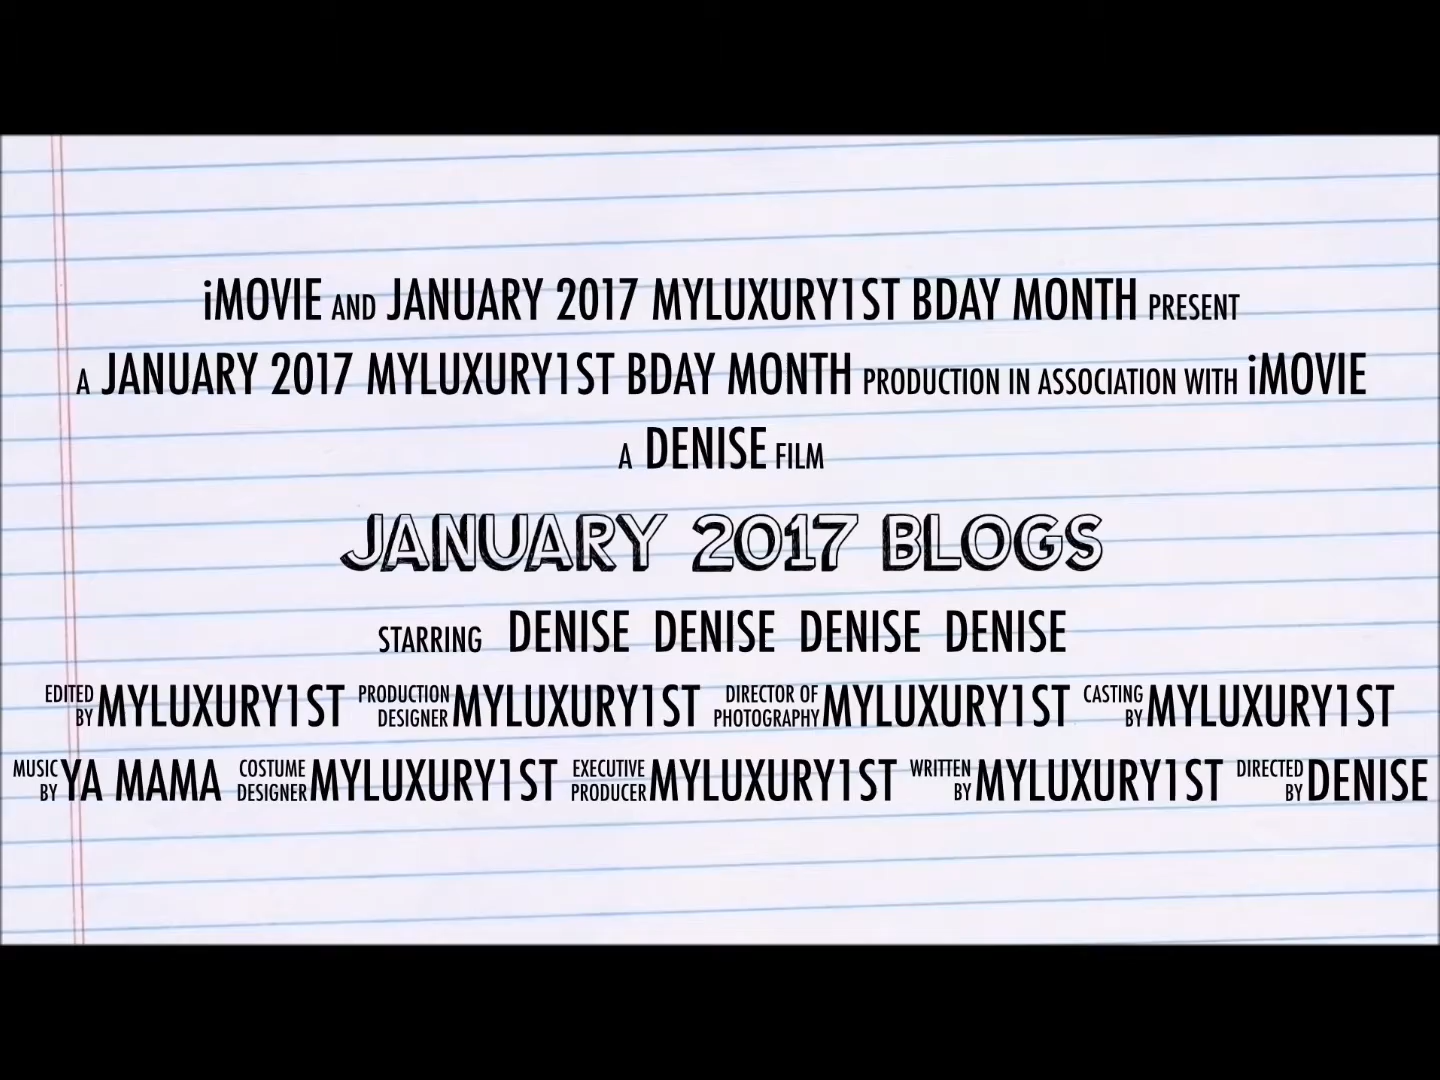 iMOVIE AND JANUARY 2017 MYLUXURY1ST BDAY MONTH PRESENT
A JANUARY 2017 MYLUXURY1ST BDAY MONTH PRODUCTION IN ASSOCIATION WITH iMOVIE
A DENISE FILM
JANUARY 2017 BLOGS
STARRING DENISE DENISE DENISE DENISE
EDITED BY MYLUXURY1ST PRODUCTION DESIGNER MYLUXURY1ST DIRECTOR OF PHOTOGRAPHY MYLUXURY1ST CASTING BY MYLUXURY1ST
MUSIC BY YA MAMA COSTUME DESIGNER MYLUXURY1ST EXECUTIVE PRODUCER MYLUXURY1ST WRITTEN BY MYLUXURY1ST DIRECTED BY DENISE